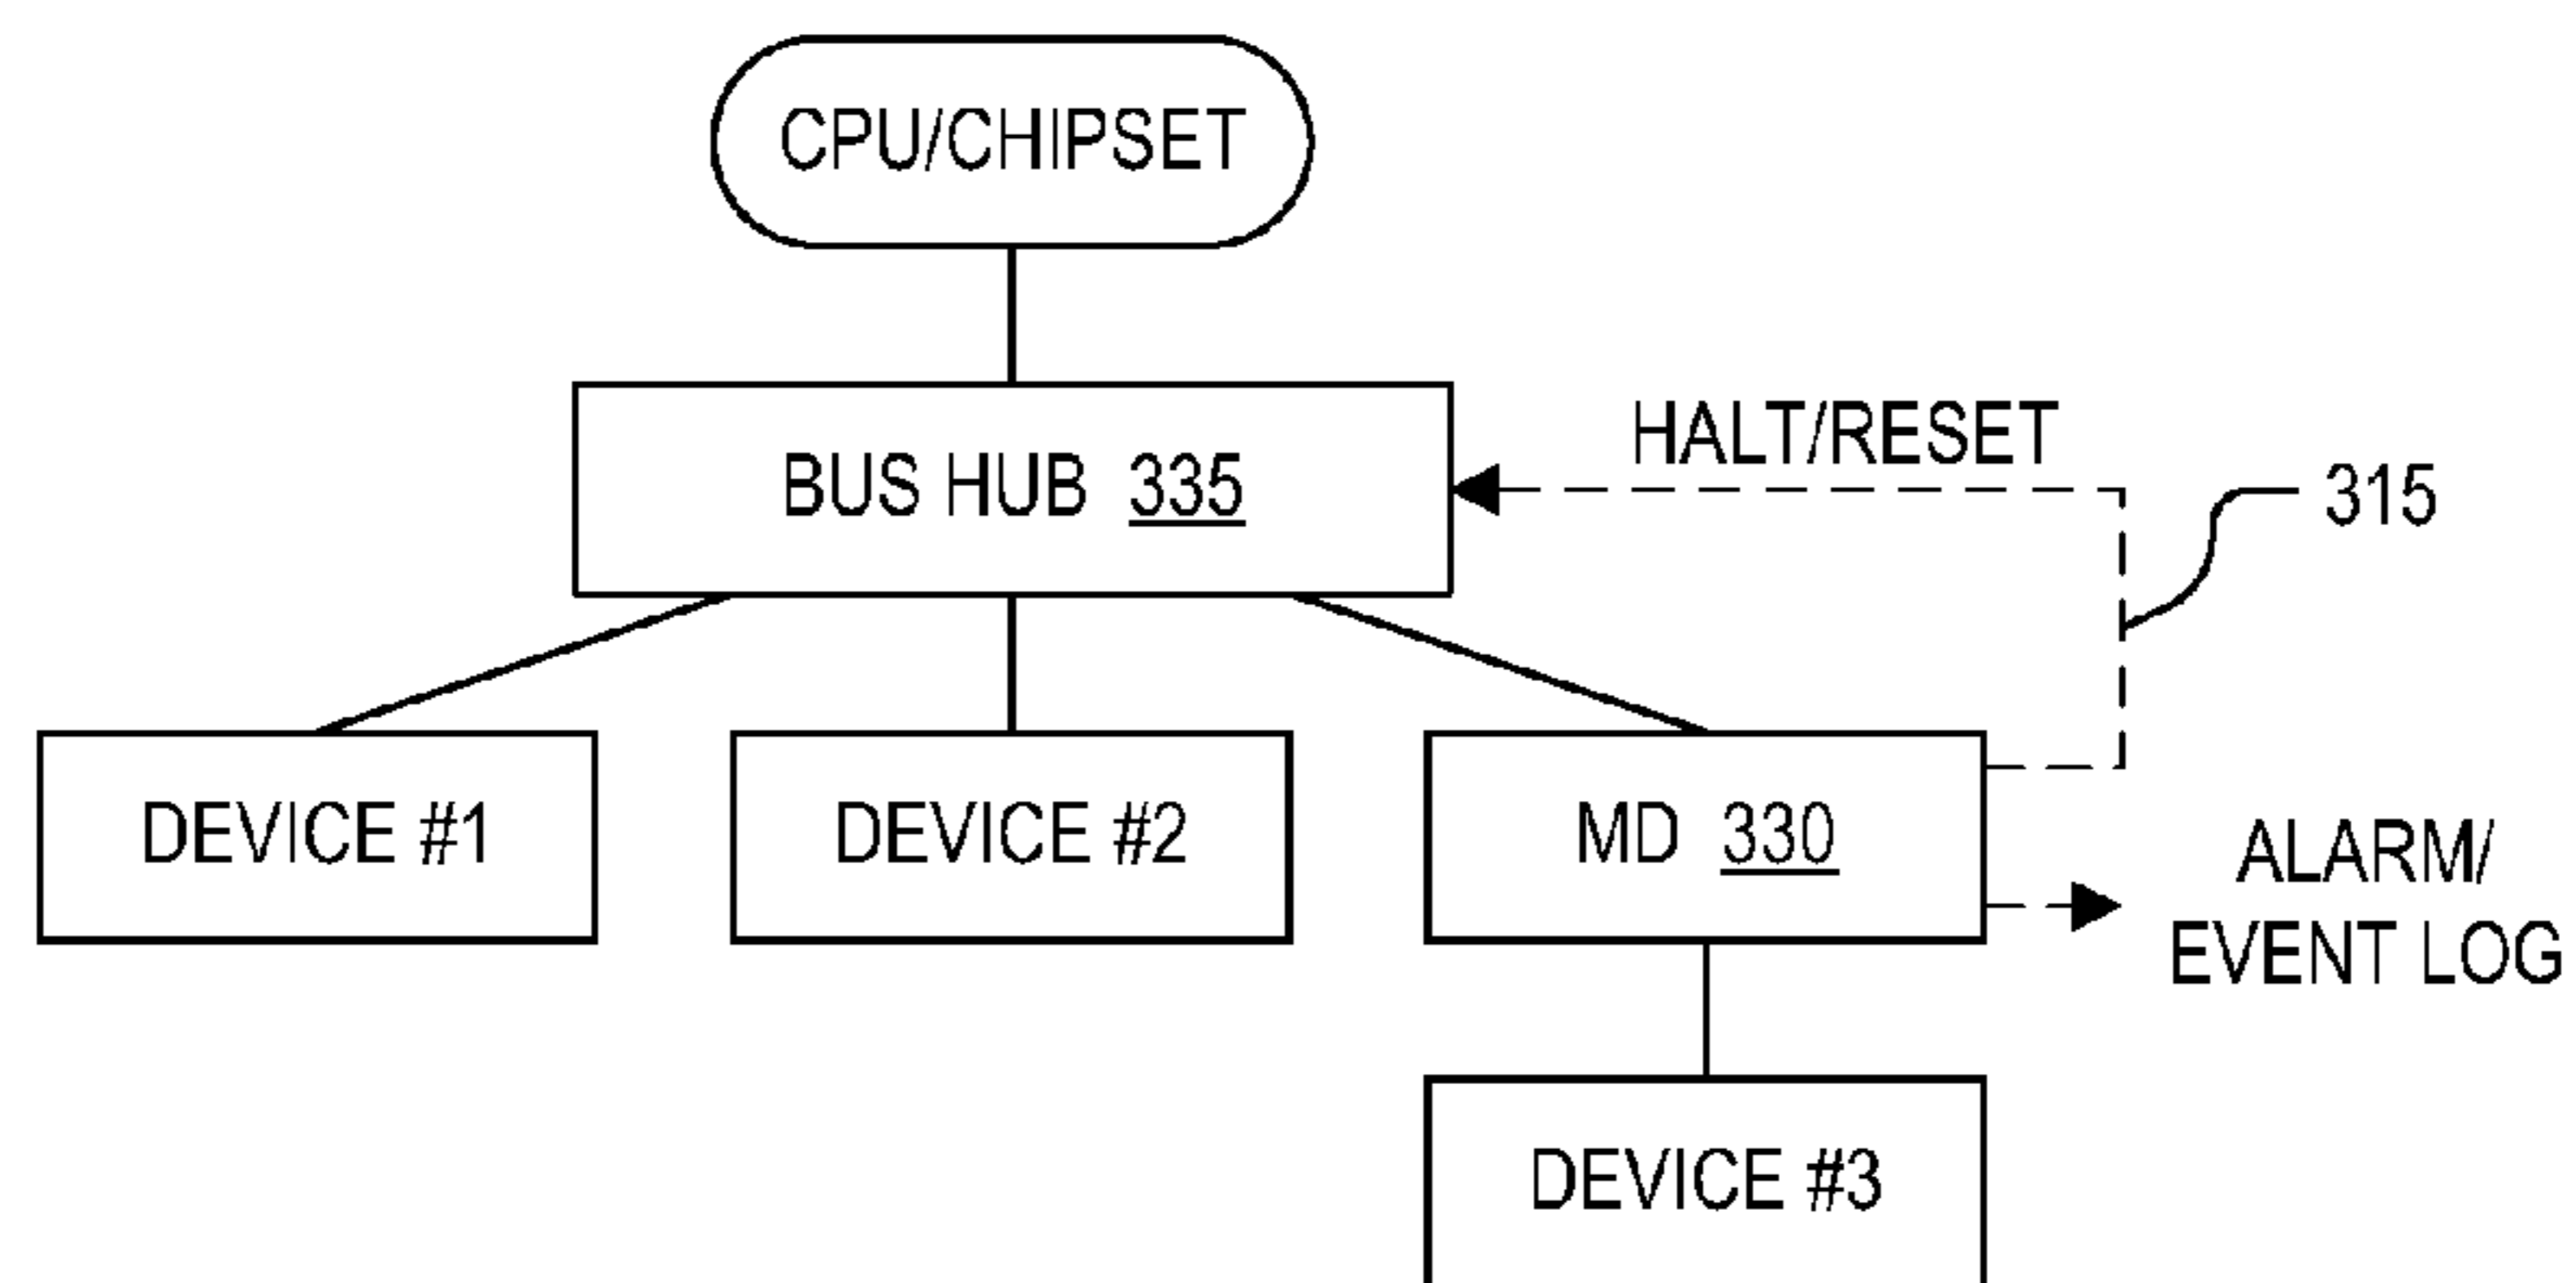 CPU/CHIPSET
HALT/RESET
BUS HUB 335
315
DEVICE #1
DEVICE #2
MD 330
ALARM/
EVENT LOG
DEVICE #3